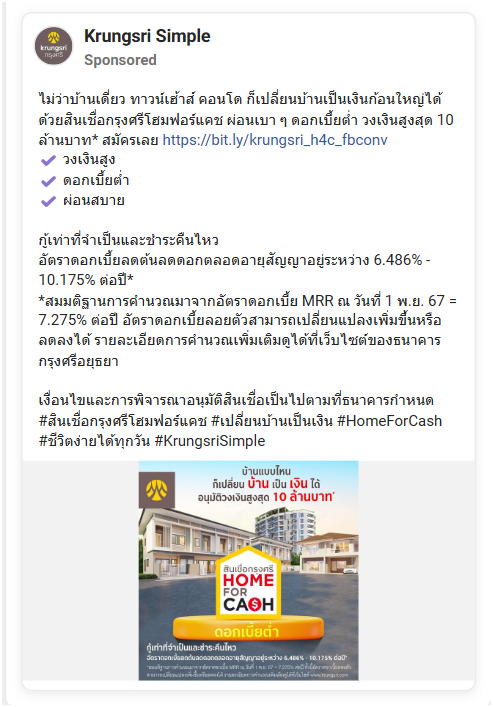 Krungsri Simple
Sponsored
krungsri
กรุงศรี
ไม่ว่าบ้านเดี่ยว ทาวน์เฮ้าส์ คอนโด ก็เปลี่ยนบ้านเป็นเงินก้อนใหญ่ได้
ด้วยสินเชื่อกรุงศรีโฮมฟอร์แคช ผ่อนเบา ๆ ดอกเบี้ยต่ำ วงเงินสูงสุด 10
ล้านบาท* สมัครเลย https://bit.ly/krungsri_h4c_fbconv
วงเงินสูง
ดอกเบี้ยต่ำ
ผ่อนสบาย
กู้เท่าที่จำเป็นและชำระคืนไหว
อัตราดอกเบี้ยลดต้นลดดอกตลอดอายุสัญญาอยู่ระหว่าง 6.486% -
10.175% ต่อปี*
*สมมติฐานการคำนวณมาจากอัตราดอกเบี้ย MRR ณ วันที่ 1 พ.ย. 67 =
7.275% ต่อปี อัตราดอกเบี้ยลอยตัวสามารถเปลี่ยนแปลงเพิ่มขึ้นหรือ
ลดลงได้ รายละเอียดการคำนวณเพิ่มเติมดูได้ที่เว็บไซต์ของธนาคาร
กรุงศรีอยุธยา
เงื่อนไขและการพิจารณาอนุมัติสินเชื่อเป็นไปตามที่ธนาคารกำหนด
#สินเชื่อกรุงศรีโฮมฟอร์แคช #เปลี่ยนบ้านเป็นเงิน #HomeForCash
#ชีวิตง่ายได้ทุกวัน #KrungsriSimple
บ้านแบบไหน
ก็เปลี่ยน บ้าน เป็น เงิน ได้
อนุมัติวงเงินสูงสุด 10 ล้านบาท*
สินเชื่อกรุงศรี
HOME
FOR
CA$H
ดอกเบี้ยต่ำ
กู้เท่าที่จำเป็นและชำระคืนไหว
อัตราดอกเบี้ยลดต้นลดดอกตลอดอายุสัญญาอยู่ระหว่าง 6.486% - 10.175% ต่อปี*